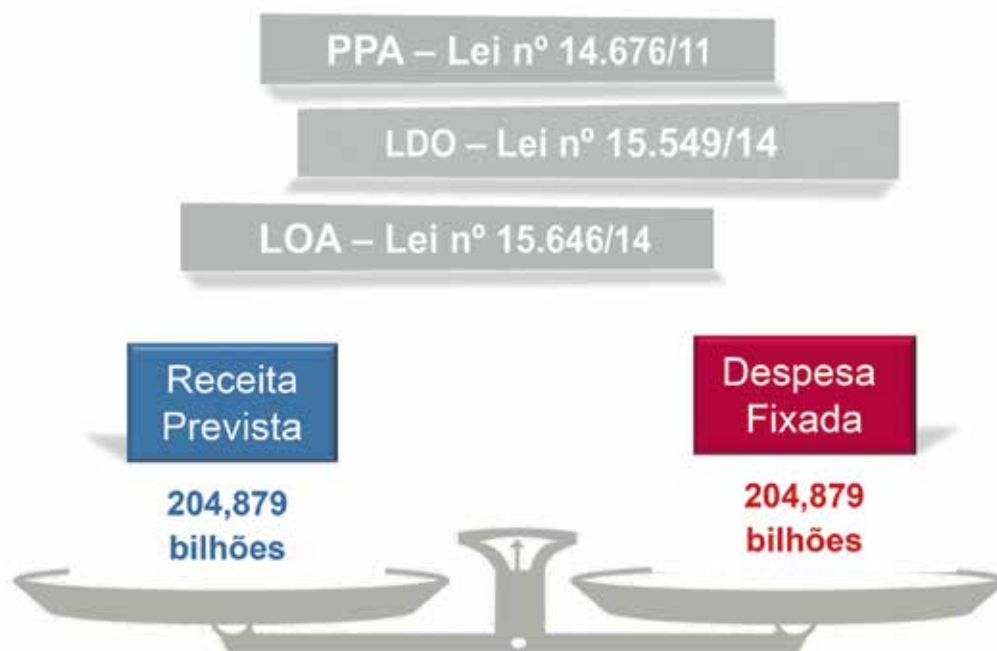 PPA – Lei nº 14.676/11
LDO – Lei nº 15.549/14
LOA – Lei nº 15.646/14
Receita
Prevista
204,879
bilhões
Despesa
Fixada
204,879
bilhões